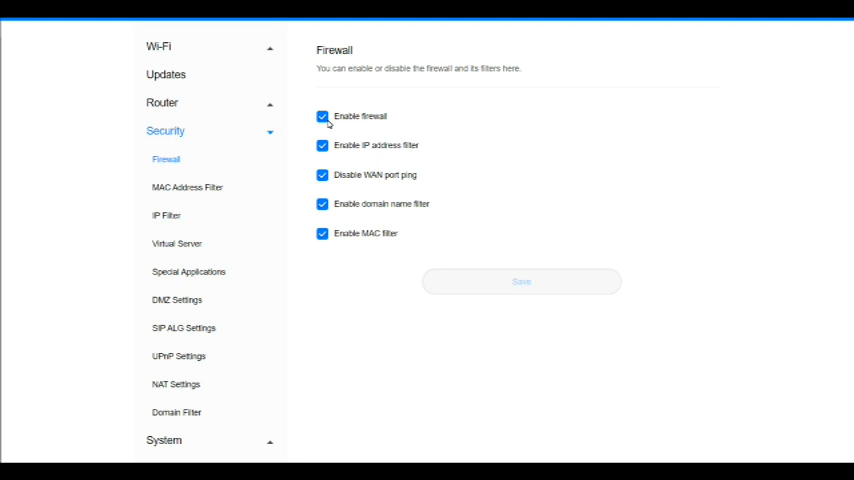 Wi-Fi
Updates
Router
Security
Firewall
MAC Address Filter
IP Filter
Virtual Server
Special Applications
DMZ Settings
SIP ALG Settings
UPnP Settings
NAT Settings
Domain Filter
System
Firewall
You can enable or disable the firewall and its filters here.
Enable firewall
Enable IP address filter
Disable WAN port ping
Enable domain name filter
Enable MAC filter
Save